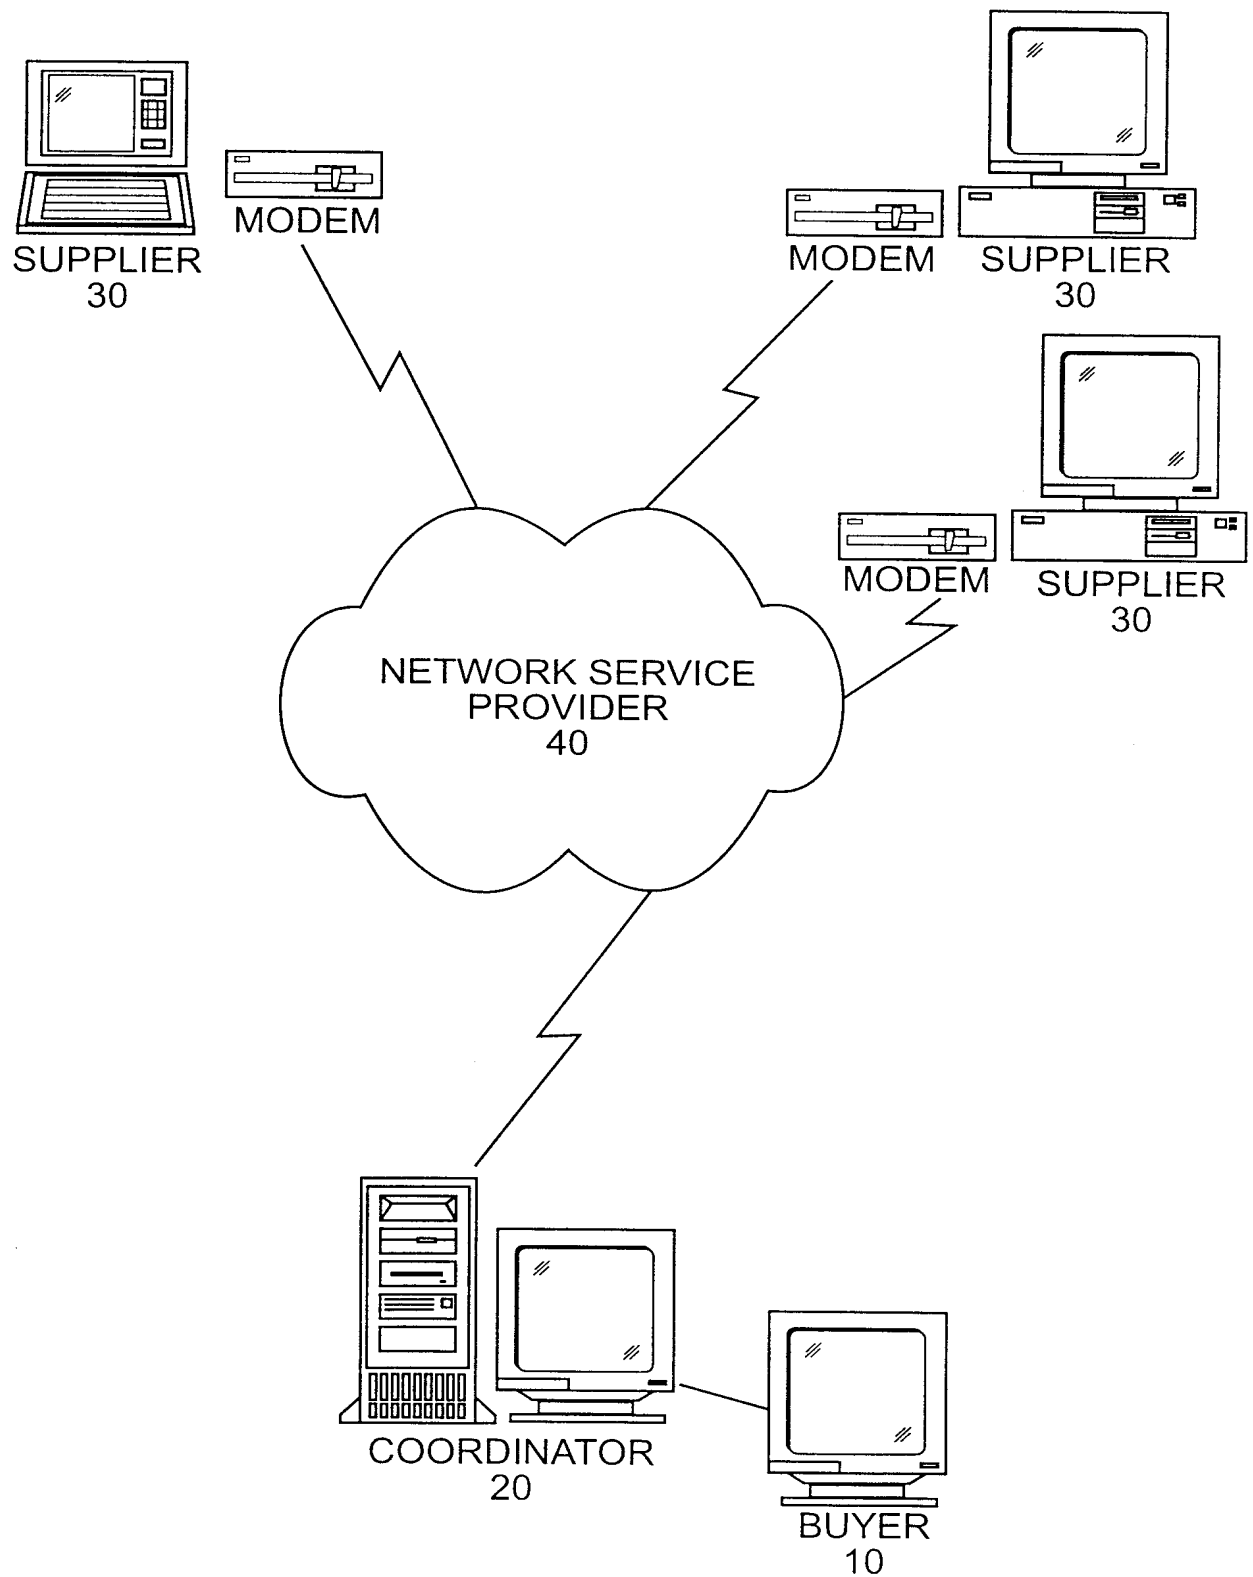 MODEM
SUPPLIER
30
MODEM
SUPPLIER
30
MODEM
SUPPLIER
30
NETWORK SERVICE
PROVIDER
40
COORDINATOR
20
BUYER
10